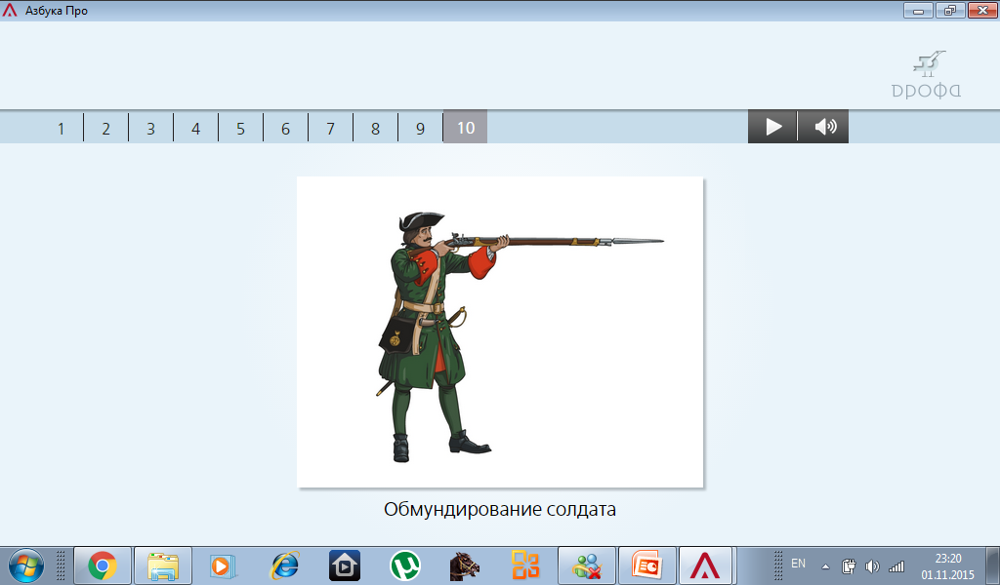 Азбука Про
дрофа
1 2 3 4 5 6 7 8 9 10
Обмундирование солдата
EN
23:20
01.11.2015